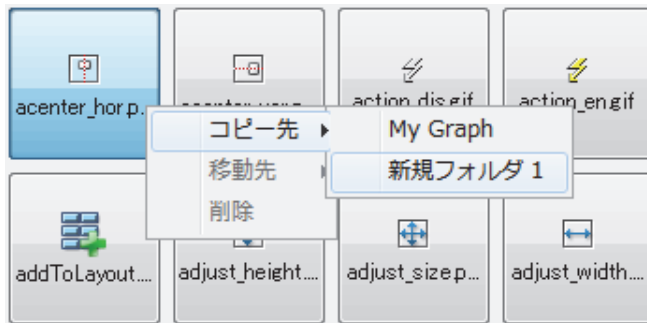 acenter_hor.p...
action_dis.gif
action_en.gif
コピー先
移動先
削除
My Graph
新規フォルダ 1
addToLayout....
adjust_height....
adjust_size.p...
adjust_width....